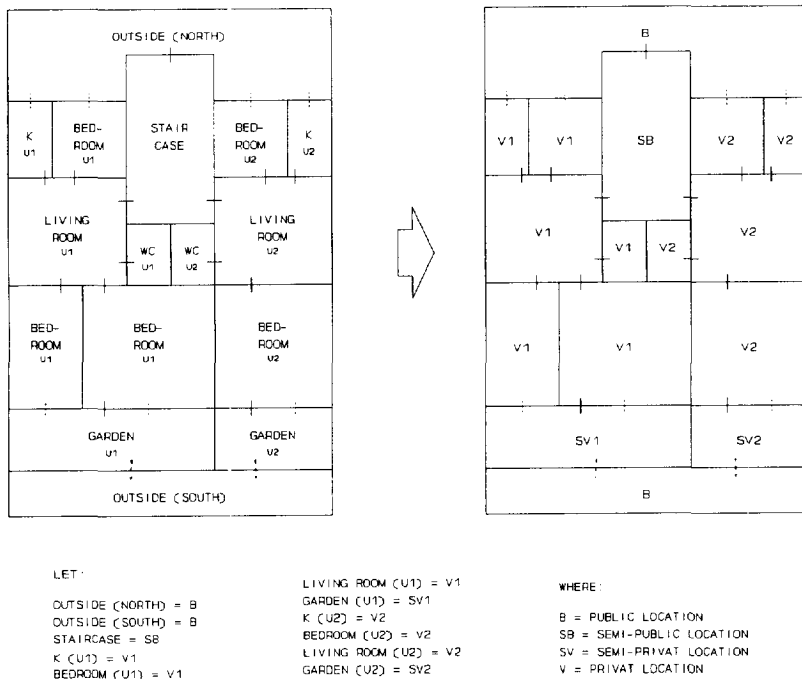 OUTSIDE (NORTH)
K
U1
BED-
ROOM
U1
STAIR
CASE
BED-
ROOM
U2
K
U2
LIVING
ROOM
U1
WC
U1
WC
U2
LIVING
ROOM
U2
BED-
ROOM
U1
BED-
ROOM
U1
BED-
ROOM
U2
GARDEN
U1
GARDEN
U2
OUTSIDE (SOUTH)
B
V1
V1
SB
V2
V2
V1
V1
V2
V2
V1
V1
V2
SV1
SV2
B
LET:
OUTSIDE (NORTH) = B
OUTSIDE (SOUTH) = B
STAIRCASE = SB
K (U1) = V1
BEDROOM (U1) = V1
LIVING ROOM (U1) = V1
GARDEN (U1) = SV1
K (U2) = V2
BEDROOM (U2) = V2
LIVING ROOM (U2) = V2
GARDEN (U2) = SV2
WHERE:
B = PUBLIC LOCATION
SB = SEMI-PUBLIC LOCATION
SV = SEMI-PRIVAT LOCATION
V = PRIVAT LOCATION